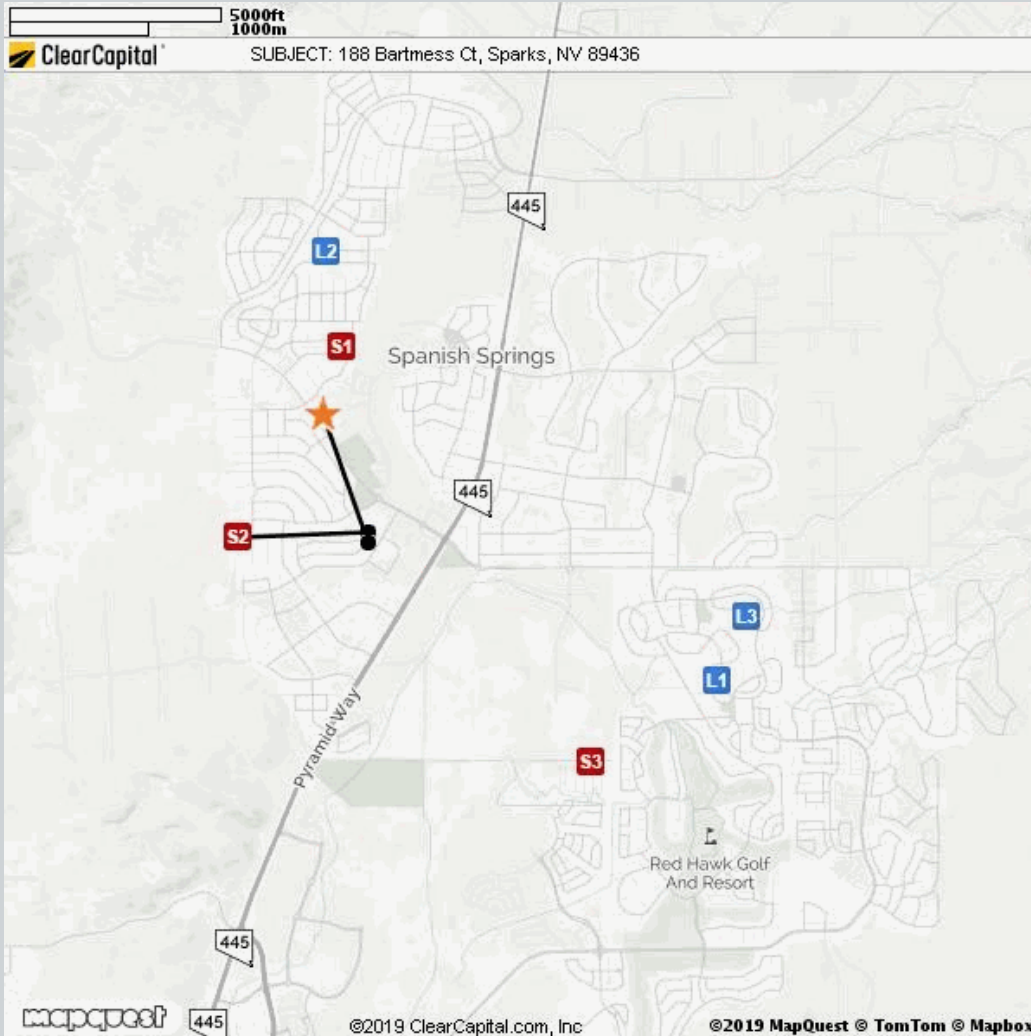 5000ft
1000m
ClearCapital
SUBJECT: 188 Bartmess Ct, Sparks, NV 89436
445
L2
S1
Spanish Springs
445
S2
L3
L1
Pyramid Way
S3
Red Hawk Golf
And Resort
445
mapquest
445
©2019 ClearCapital.com, Inc
©2019 MapQuest © TomTom © Mapbox